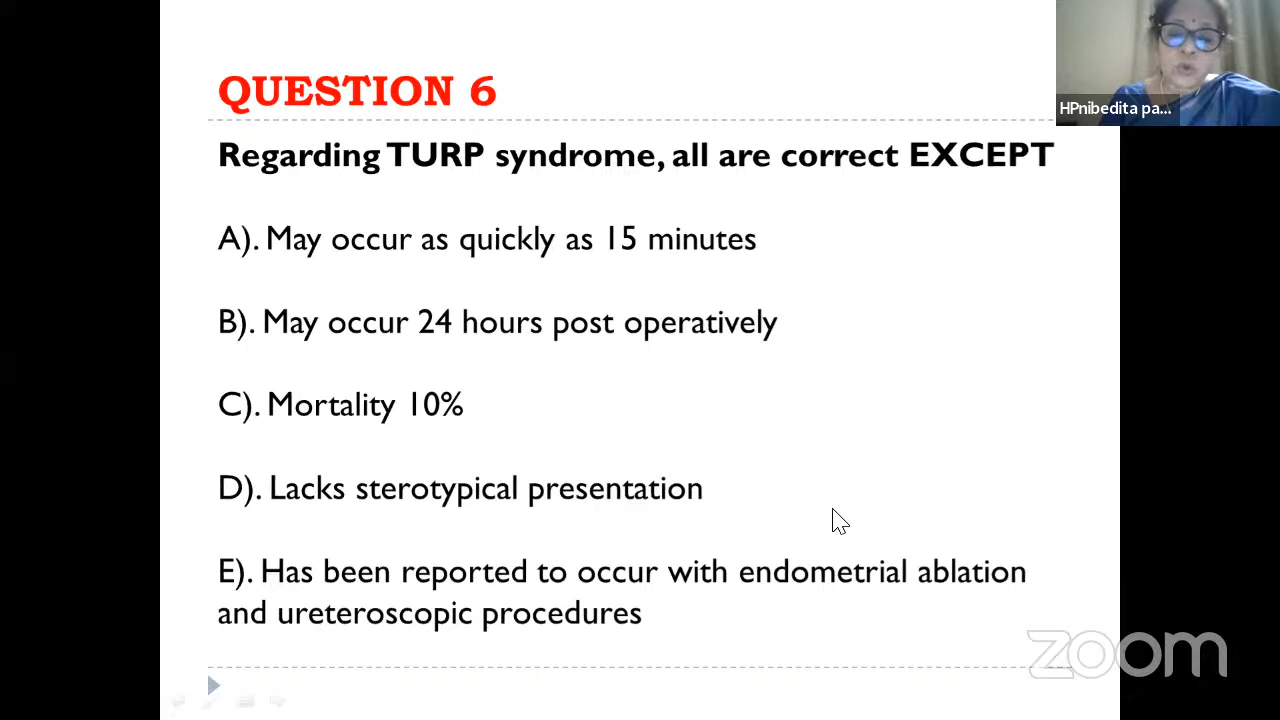 HPnibedita pa...
QUESTION 6
Regarding TURP syndrome, all are correct EXCEPT
A). May occur as quickly as 15 minutes
B). May occur 24 hours post operatively
C). Mortality 10%
D). Lacks sterotypical presentation
E). Has been reported to occur with endometrial ablation
and ureteroscopic procedures
zoom